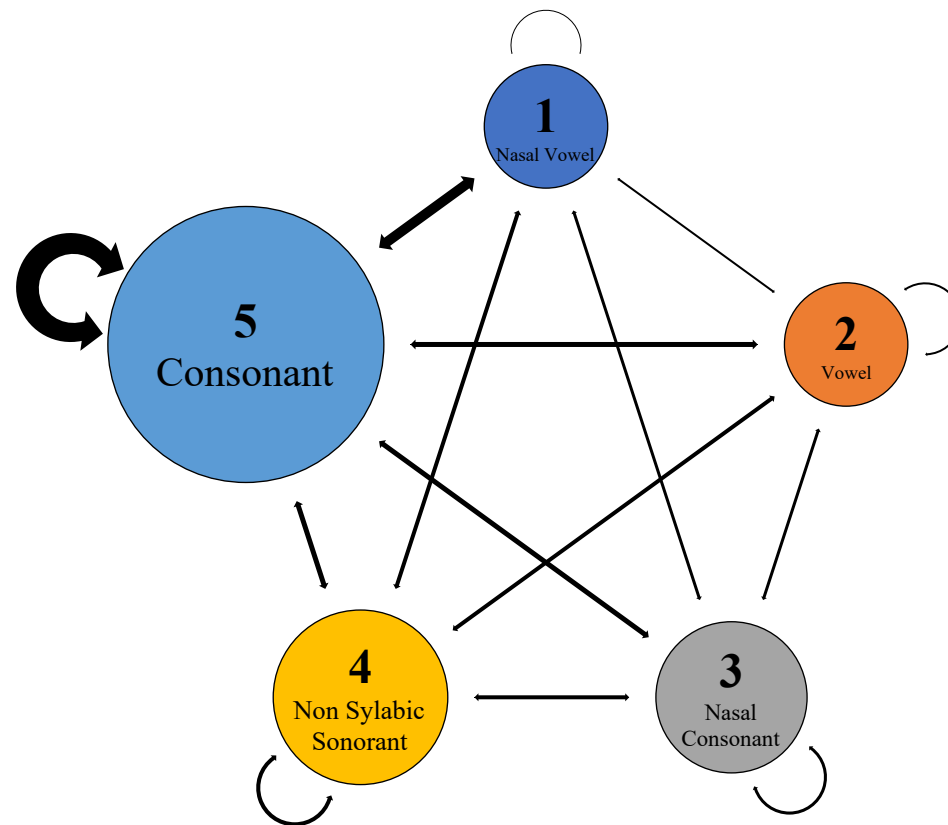 1
Nasal Vowel
5
Consonant
2
Vowel
4
Non Sylabic
Sonorant
3
Nasal
Consonant